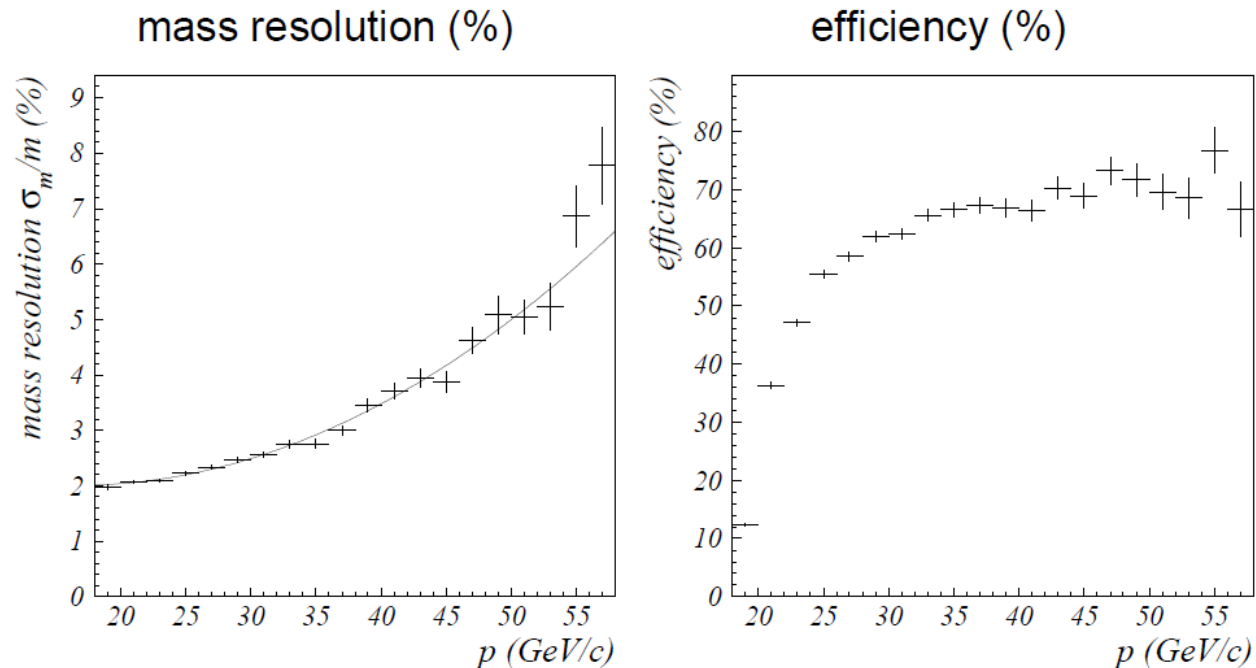 mass resolution (%)
efficiency (%)
mass resolution σm/m (%)
9
8
7
6
5
4
3
2
1
0
20 25 30 35 40 45 50 55
p (GeV/c)
efficiency (%)
80
70
60
50
40
30
20
10
0
20 25 30 35 40 45 50 55
p (GeV/c)